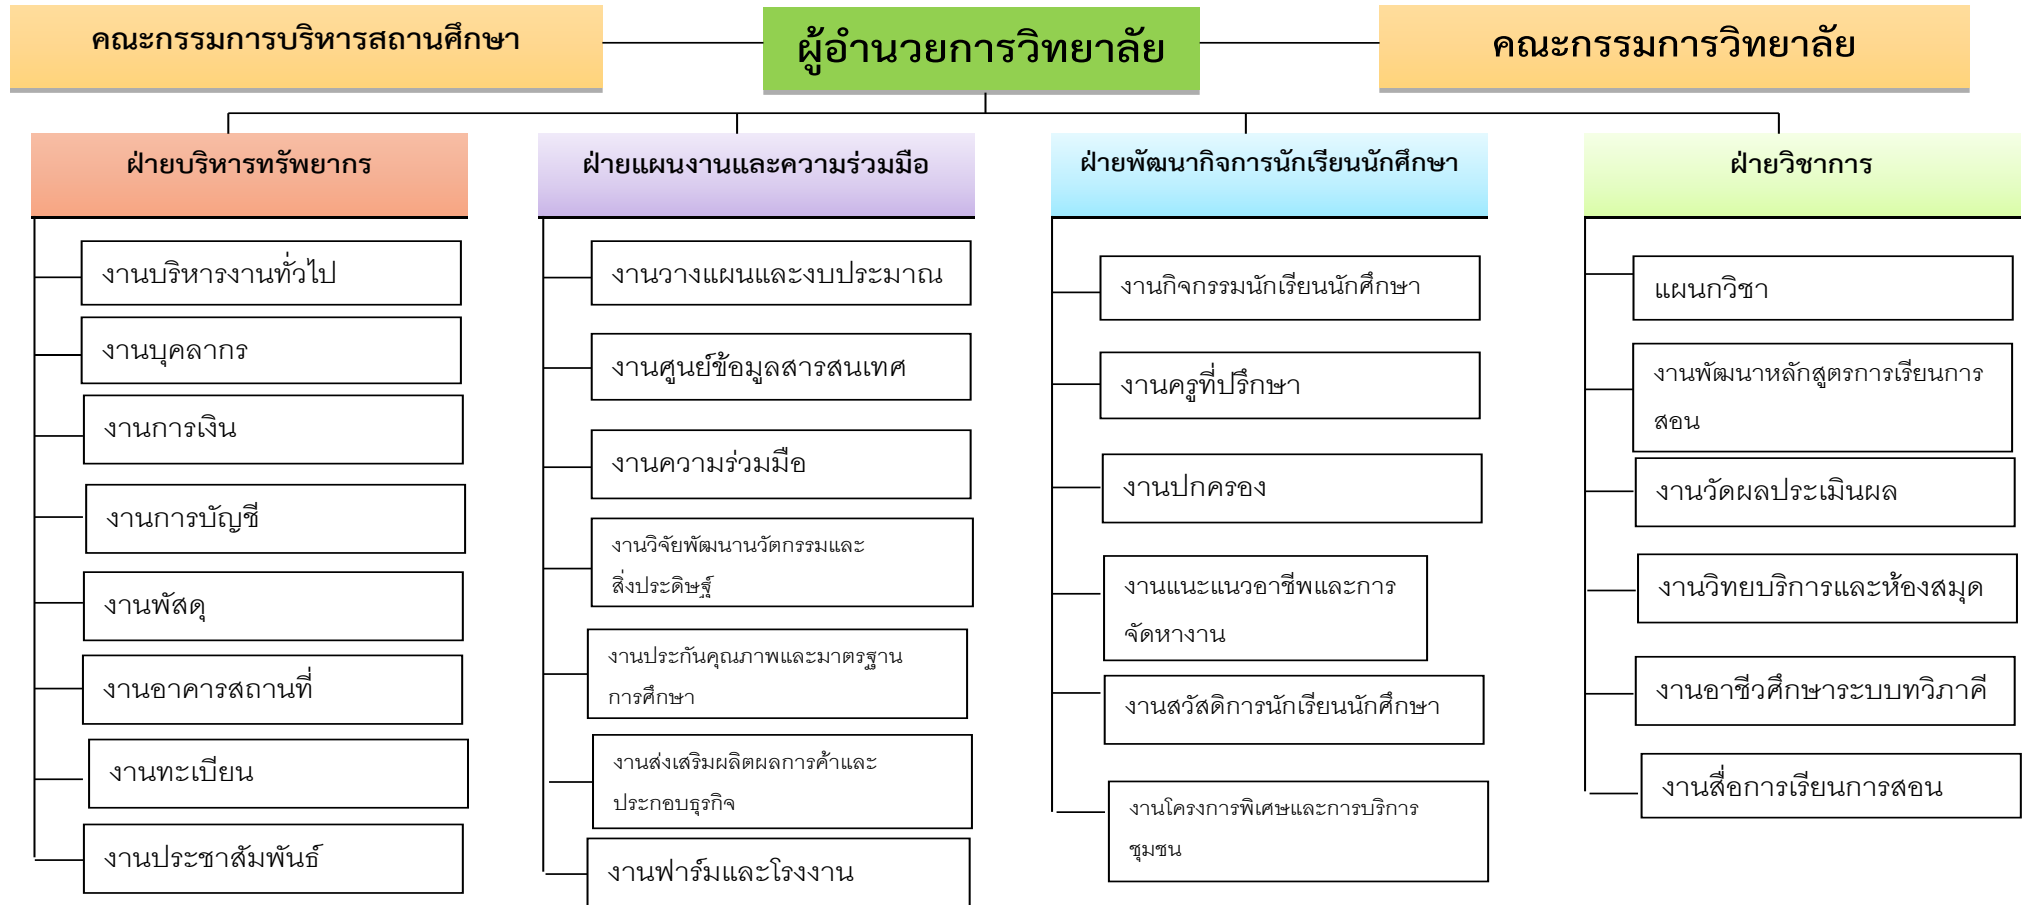 คณะกรรมการบริหารสถานศึกษา
ผู้อำนวยการวิทยาลัย
คณะกรรมการวิทยาลัย
ฝ่ายบริหารทรัพยากร
งานบริหารงานทั่วไป
งานบุคลากร
งานการเงิน
งานการบัญชี
งานพัสดุ
งานอาคารสถานที่
งานทะเบียน
งานประชาสัมพันธ์
ฝ่ายแผนงานและความร่วมมือ
งานวางแผนและงบประมาณ
งานศูนย์ข้อมูลสารสนเทศ
งานความร่วมมือ
งานวิจัยพัฒนานวัตกรรมและ
สิ่งประดิษฐ์
งานประกันคุณภาพและมาตรฐาน
การศึกษา
งานส่งเสริมผลิตผลการค้าและ
ประกอบธุรกิจ
งานฟาร์มและโรงงาน
ฝ่ายพัฒนากิจการนักเรียนนักศึกษา
งานกิจกรรมนักเรียนนักศึกษา
งานครูที่ปรึกษา
งานปกครอง
งานแนะแนวอาชีพและการ
จัดหางาน
งานสวัสดิการนักเรียนนักศึกษา
งานโครงการพิเศษและการบริการ
ชุมชน
ฝ่ายวิชาการ
แผนกวิชา
งานพัฒนาหลักสูตรการเรียนการ
สอน
งานวัดผลประเมินผล
งานวิทยบริการและห้องสมุด
งานอาชีวศึกษาระบบทวิภาคี
งานสื่อการเรียนการสอน